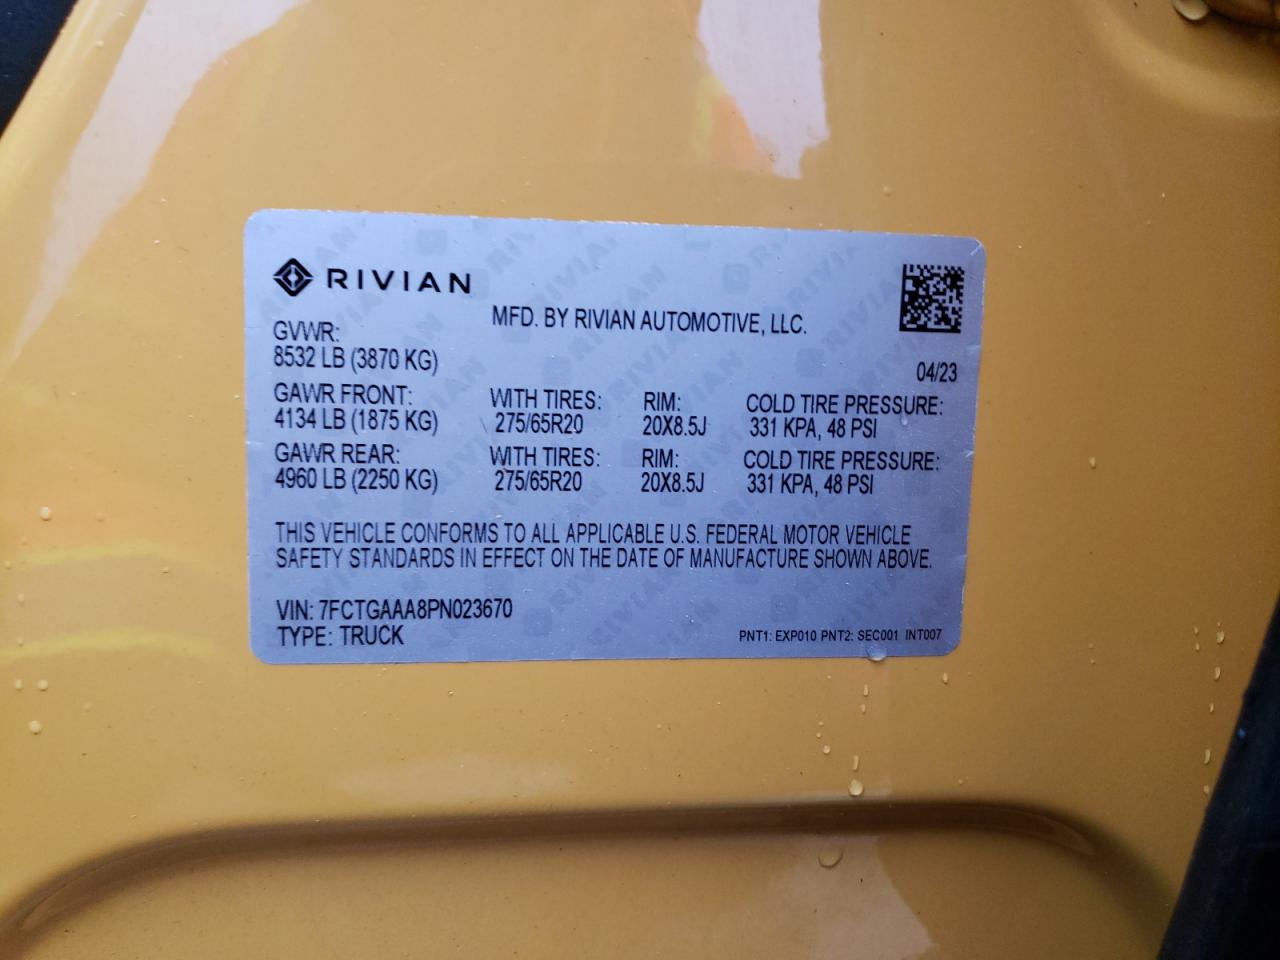 RIVIAN
MFD. BY RIVIAN AUTOMOTIVE, LLC.
GVWR:
8532 LB (3870 KG)
04/23
GAWR FRONT: WITH TIRES: RIM: COLD TIRE PRESSURE:
4134 LB (1875 KG) 275/65R20 20X8.5J 331 KPA, 48 PSI
GAWR REAR: WITH TIRES: RIM: COLD TIRE PRESSURE:
4960 LB (2250 KG) 275/65R20 20X8.5J 331 KPA, 48 PSI
THIS VEHICLE CONFORMS TO ALL APPLICABLE U.S. FEDERAL MOTOR VEHICLE
SAFETY STANDARDS IN EFFECT ON THE DATE OF MANUFACTURE SHOWN ABOVE.
VIN: 7FCTGAAA8PN023670
TYPE: TRUCK
PNT1: EXP010 PNT2: SEC001 INT007